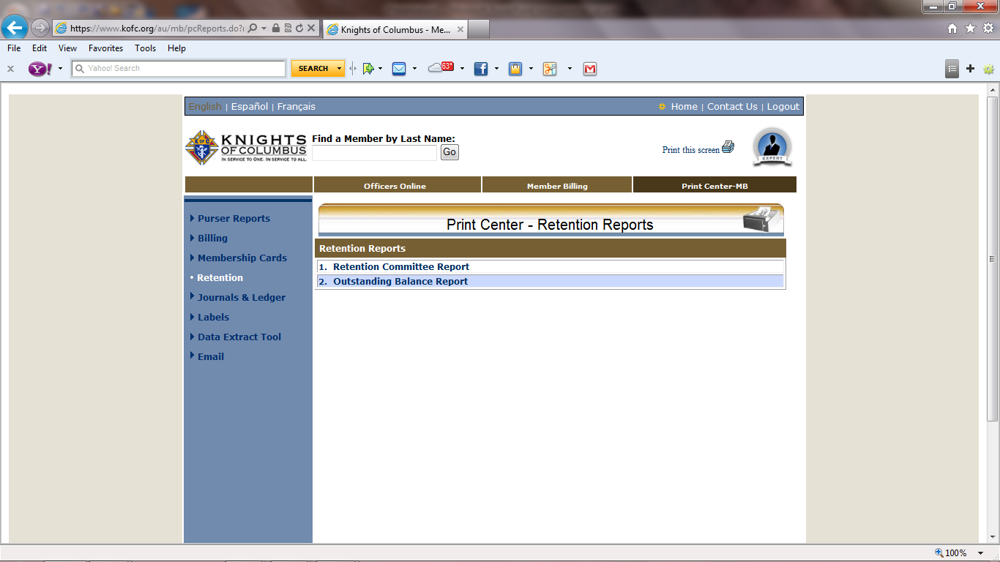 https://www.kofc.org/au/mb/pcReports.do?
Knights of Columbus - Me...
File Edit View Favorites Tools Help
Yahoo! Search
SEARCH
63°
English | Español | Français
Home | Contact Us | Logout
KNIGHTS
OF COLUMBUS
IN SERVICE TO ONE. IN SERVICE TO ALL.
Find a Member by Last Name:
Go
Print this screen
EXPERT
Officers Online
Member Billing
Print Center-MB
Purser Reports
Billing
Membership Cards
Retention
Journals & Ledger
Labels
Data Extract Tool
Email
Print Center - Retention Reports
Retention Reports
1. Retention Committee Report
2. Outstanding Balance Report
100%